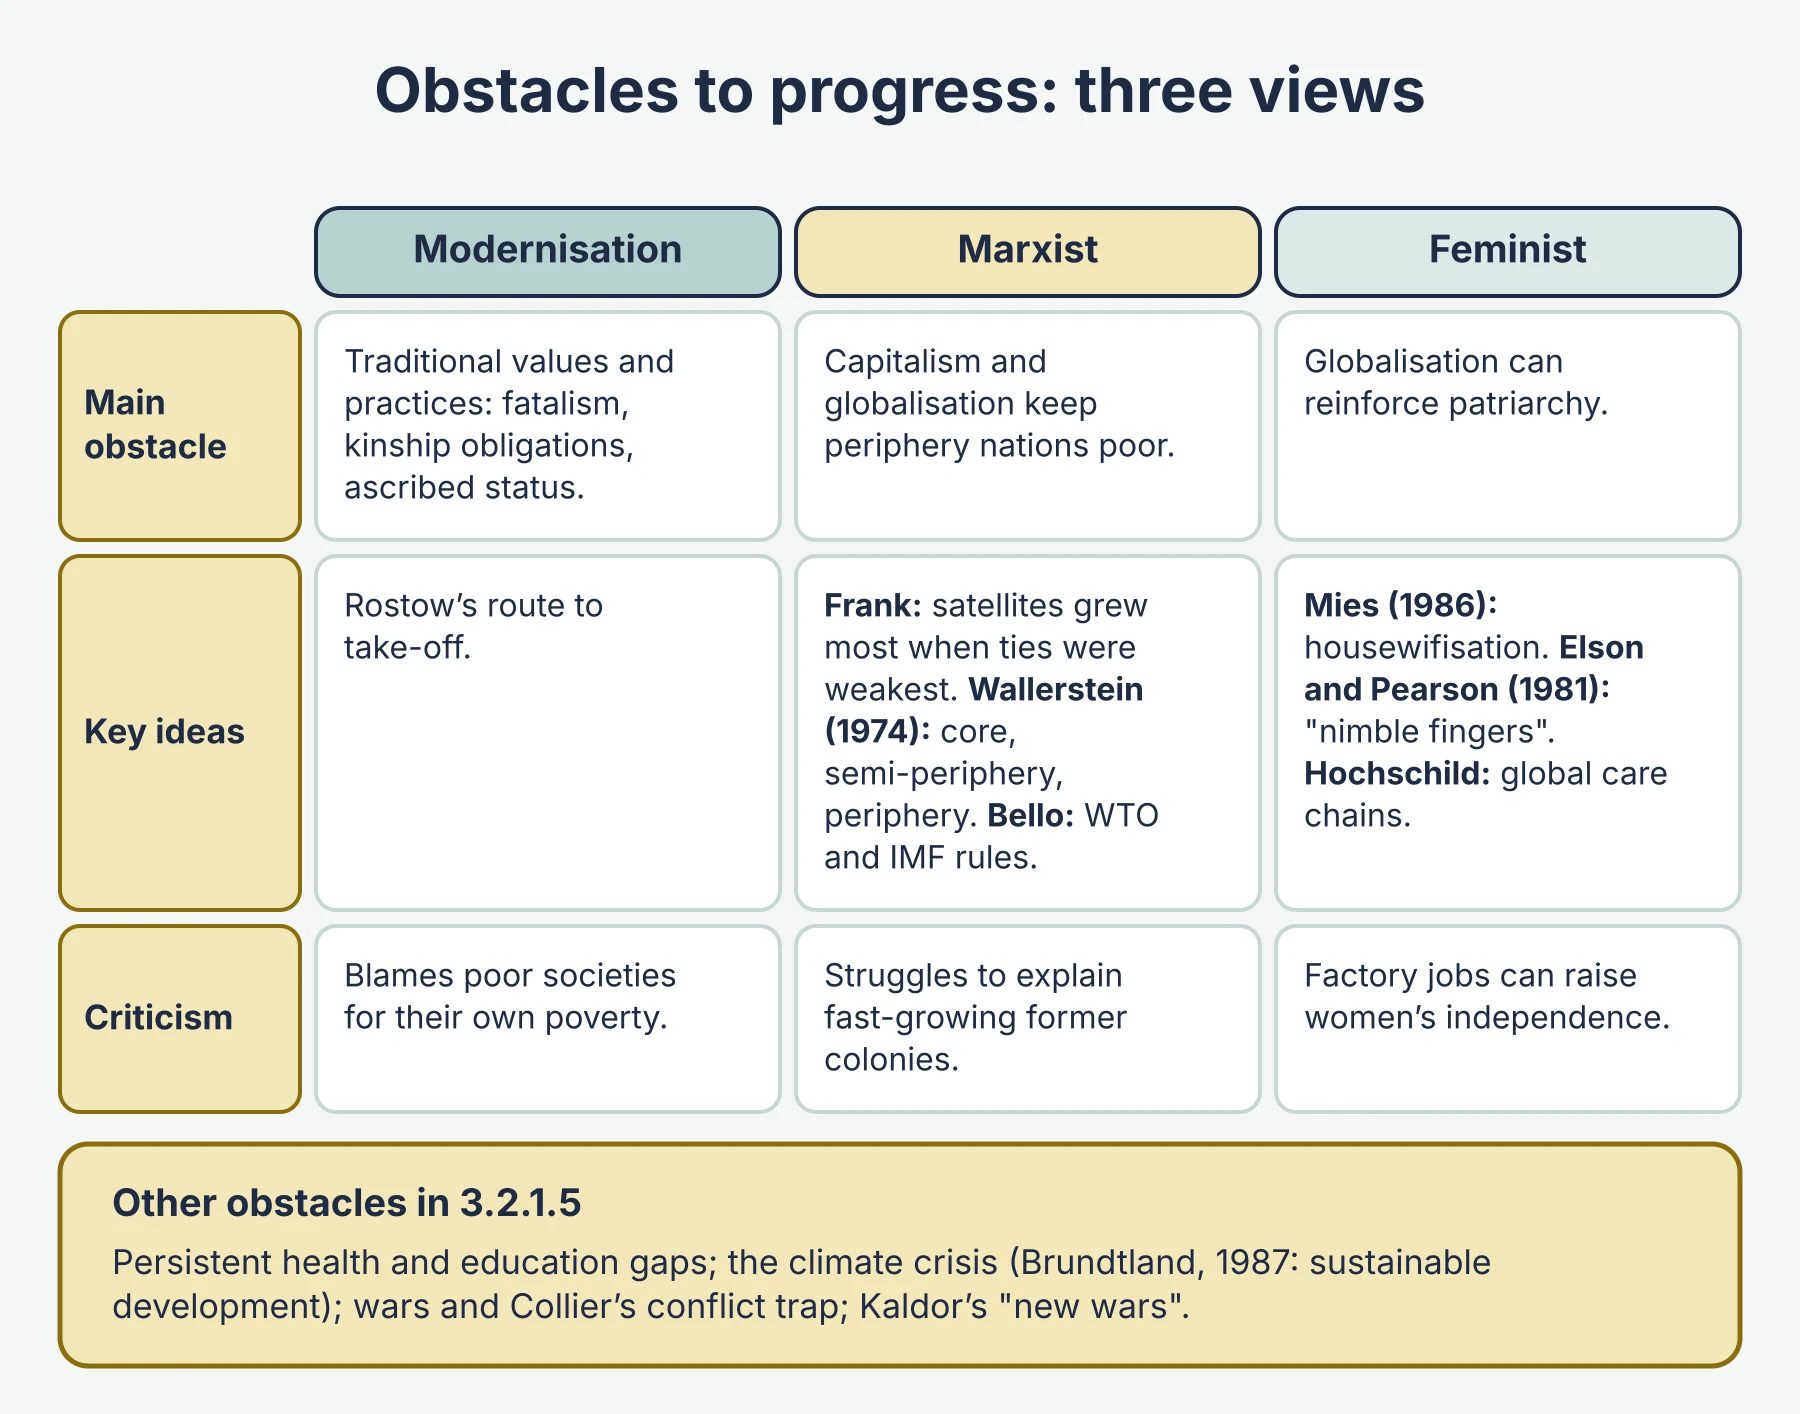 Obstacles to progress: three views
Modernisation
Marxist
Feminist
Main
obstacle
Traditional values and
practices: fatalism,
kinship obligations,
ascribed status.
Capitalism and
globalisation keep
periphery nations poor.
Globalisation can
reinforce patriarchy.
Key ideas
Rostow’s route to
take-off.
Frank: satellites grew
most when ties were
weakest. Wallerstein
(1974): core,
semi-periphery,
periphery. Bello: WTO
and IMF rules.
Mies (1986):
housewifisation. Elson
and Pearson (1981):
"nimble fingers".
Hochschild: global care
chains.
Criticism
Blames poor societies
for their own poverty.
Struggles to explain
fast-growing former
colonies.
Factory jobs can raise
women’s independence.
Other obstacles in 3.2.1.5
Persistent health and education gaps; the climate crisis (Brundtland, 1987: sustainable
development); wars and Collier’s conflict trap; Kaldor’s "new wars".